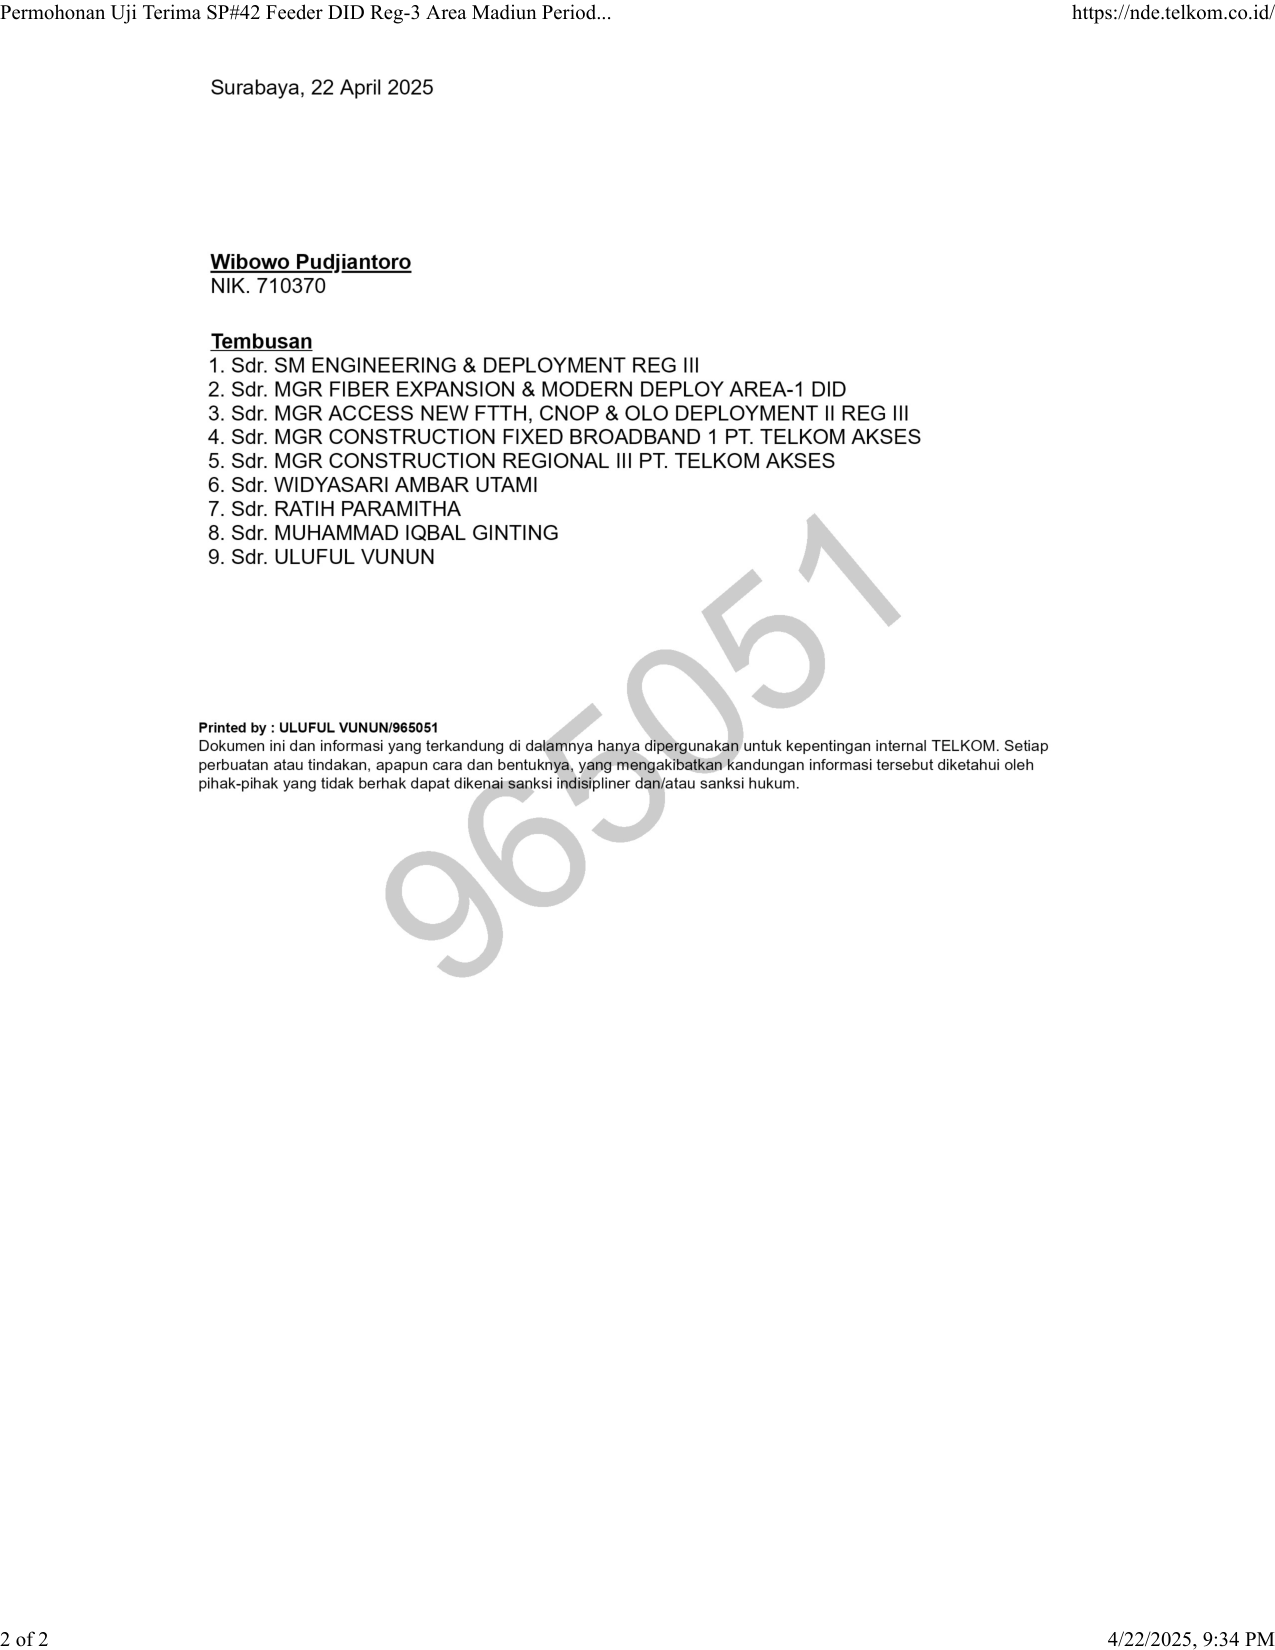 Permohonan Uji Terima SP#42 Feeder DID Reg-3 Area Madiun Period...
https://nde.telkom.co.id/
Surabaya, 22 April 2025
Wibowo Pudjiantoro
NIK. 710370
Tembusan
1. Sdr. SM ENGINEERING & DEPLOYMENT REG III
2. Sdr. MGR FIBER EXPANSION & MODERN DEPLOY AREA-1 DID
3. Sdr. MGR ACCESS NEW FTTH, CNOP & OLO DEPLOYMENT II REG III
4. Sdr. MGR CONSTRUCTION FIXED BROADBAND 1 PT. TELKOM AKSES
5. Sdr. MGR CONSTRUCTION REGIONAL III PT. TELKOM AKSES
6. Sdr. WIDYASARI AMBAR UTAMI
7. Sdr. RATIH PARAMITHA
8. Sdr. MUHAMMAD IQBAL GINTING
9. Sdr. ULUFUL VUNUN
965051
Printed by : ULUFUL VUNUN/965051
Dokumen ini dan informasi yang terkandung di dalamnya hanya dipergunakan untuk kepentingan internal TELKOM. Setiap
perbuatan atau tindakan, apapun cara dan bentuknya, yang mengakibatkan kandungan informasi tersebut diketahui oleh
pihak-pihak yang tidak berhak dapat dikenai sanksi indisipliner dan/atau sanksi hukum.
2 of 2
4/22/2025, 9:34 PM